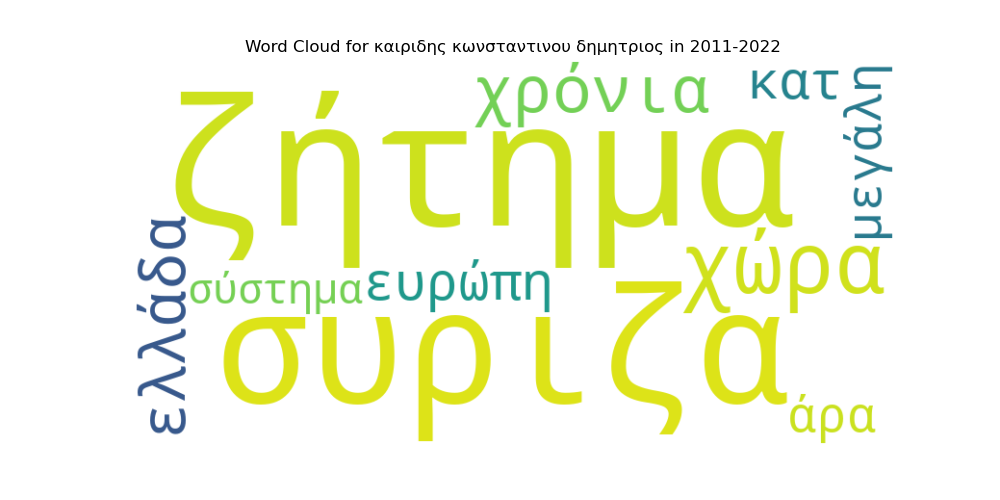 Word Cloud for καιριδης κωνσταντινου δημητριος in 2011-2022
χρόνια
κατ
μεγάλη
ζήτημα
ελλάδα
χώρα
σύστημα
ευρώπη
συριζα
άρα